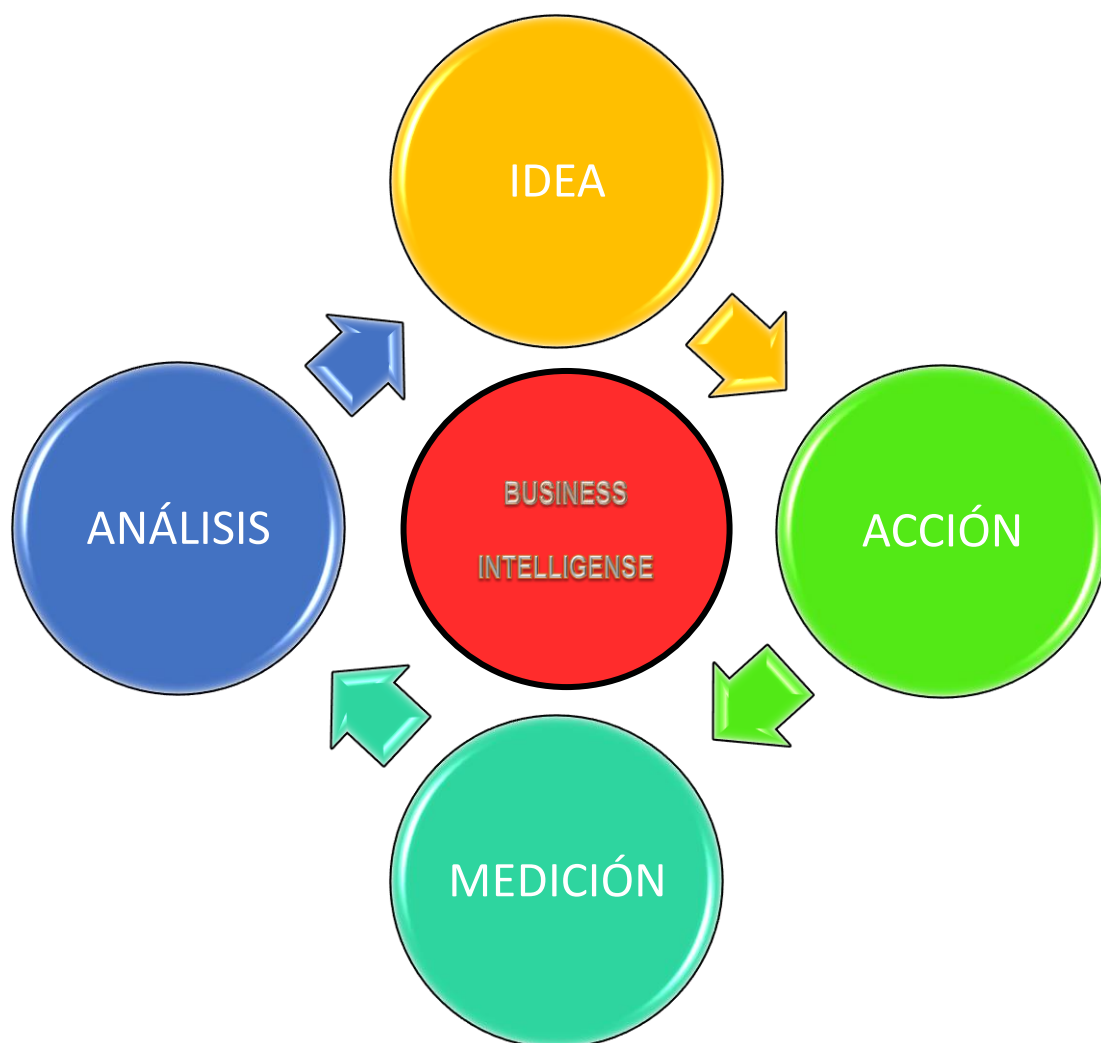 IDEA
ANÁLISIS
BUSINESS
INTELLIGENSE
ACCIÓN
MEDICIÓN